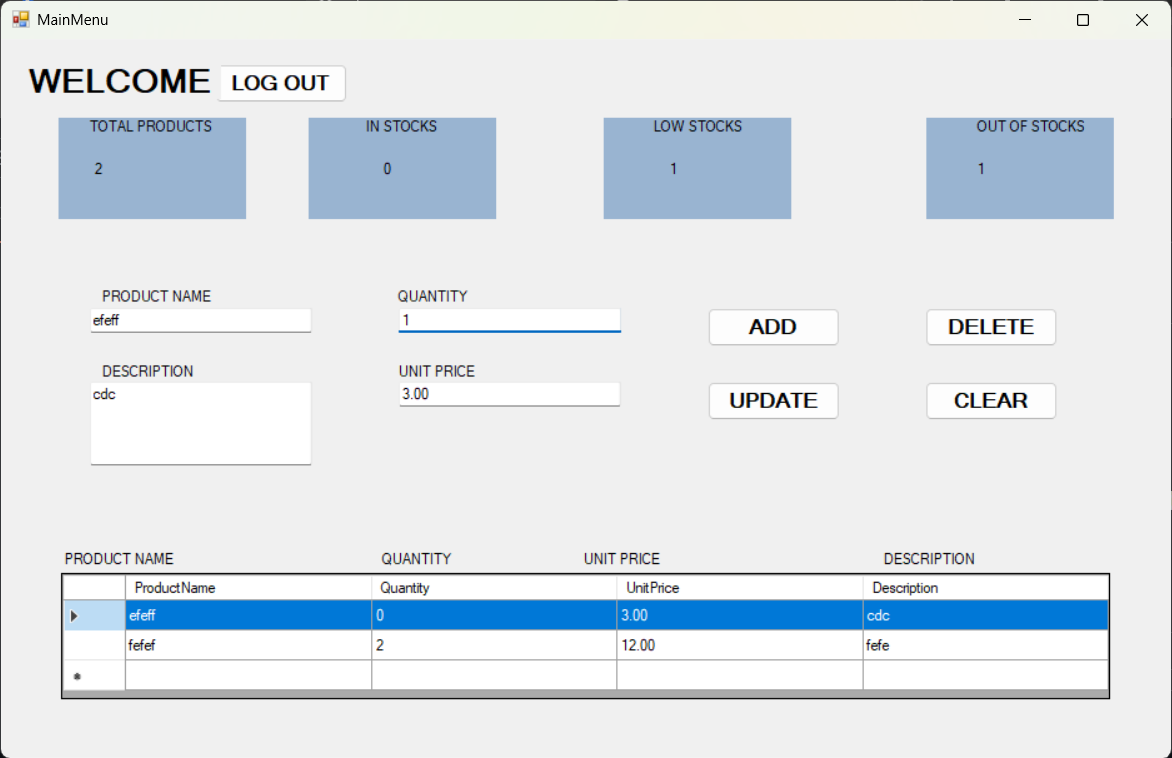 MainMenu
WELCOME LOG OUT
TOTAL PRODUCTS IN STOCKS LOW STOCKS OUT OF STOCKS
2 0 1 1
PRODUCT NAME QUANTITY
efeff 1 ADD DELETE
DESCRIPTION UNIT PRICE
cdc 3.00 UPDATE CLEAR
PRODUCT NAME QUANTITY UNIT PRICE DESCRIPTION
ProductName Quantity UnitPrice Description
efeff 0 3.00 cdc
fefef 2 12.00 fefe